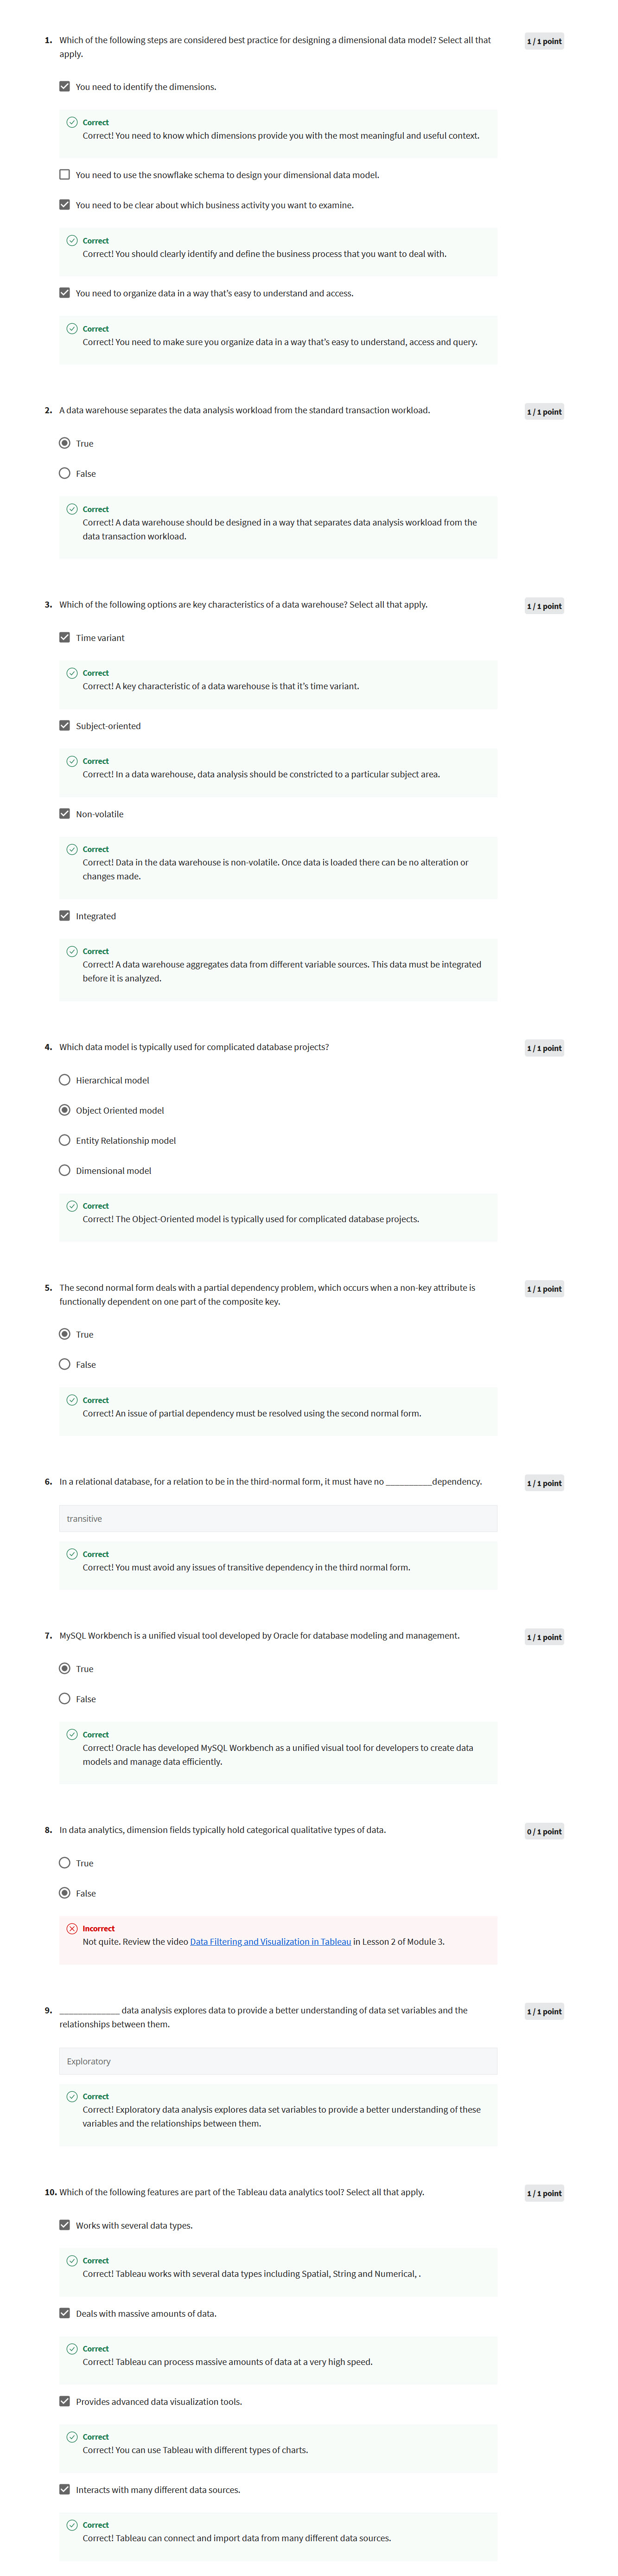 1. Which of the following steps are considered best practice for designing a dimensional data model? Select all that
apply.
1 / 1 point
You need to identify the dimensions.
Correct
Correct! You need to know which dimensions provide you with the most meaningful and useful context.
You need to use the snowflake schema to design your dimensional data model.
You need to be clear about which business activity you want to examine.
Correct
Correct! You should clearly identify and define the business process that you want to deal with.
You need to organize data in a way that's easy to understand and access.
Correct
Correct! You need to make sure you organize data in a way that's easy to understand, access and query.
2. A data warehouse separates the data analysis workload from the standard transaction workload.
1 / 1 point
True
False
Correct
Correct! A data warehouse should be designed in a way that separates data analysis workload from the
data transaction workload.
3. Which of the following options are key characteristics of a data warehouse? Select all that apply.
1 / 1 point
Time variant
Correct
Correct! A key characteristic of a data warehouse is that it's time variant.
Subject-oriented
Correct
Correct! In a data warehouse, data analysis should be constricted to a particular subject area.
Non-volatile
Correct
Correct! Data in the data warehouse is non-volatile. Once data is loaded there can be no alteration or
changes made.
Integrated
Correct
Correct! A data warehouse aggregates data from different variable sources. This data must be integrated
before it is analyzed.
4. Which data model is typically used for complicated database projects?
1 / 1 point
Hierarchical model
Object Oriented model
Entity Relationship model
Dimensional model
Correct
Correct! The Object-Oriented model is typically used for complicated database projects.
5. The second normal form deals with a partial dependency problem, which occurs when a non-key attribute is
functionally dependent on one part of the composite key.
1 / 1 point
True
False
Correct
Correct! An issue of partial dependency must be resolved using the second normal form.
6. In a relational database, for a relation to be in the third-normal form, it must have no __________dependency.
1 / 1 point
transitive
Correct
Correct! You must avoid any issues of transitive dependency in the third normal form.
7. MySQL Workbench is a unified visual tool developed by Oracle for database modeling and management.
1 / 1 point
True
False
Correct
Correct! Oracle has developed MySQL Workbench as a unified visual tool for developers to create data
models and manage data efficiently.
8. In data analytics, dimension fields typically hold categorical qualitative types of data.
0 / 1 point
True
False
Incorrect
Not quite. Review the video Data Filtering and Visualization in Tableau in Lesson 2 of Module 3.
9. _____________ data analysis explores data to provide a better understanding of data set variables and the
relationships between them.
1 / 1 point
Exploratory
Correct
Correct! Exploratory data analysis explores data set variables to provide a better understanding of these
variables and the relationships between them.
10. Which of the following features are part of the Tableau data analytics tool? Select all that apply.
1 / 1 point
Works with several data types.
Correct
Correct! Tableau works with several data types including Spatial, String and Numerical, .
Deals with massive amounts of data.
Correct
Correct! Tableau can process massive amounts of data at a very high speed.
Provides advanced data visualization tools.
Correct
Correct! You can use Tableau with different types of charts.
Interacts with many different data sources.
Correct
Correct! Tableau can connect and import data from many different data sources.